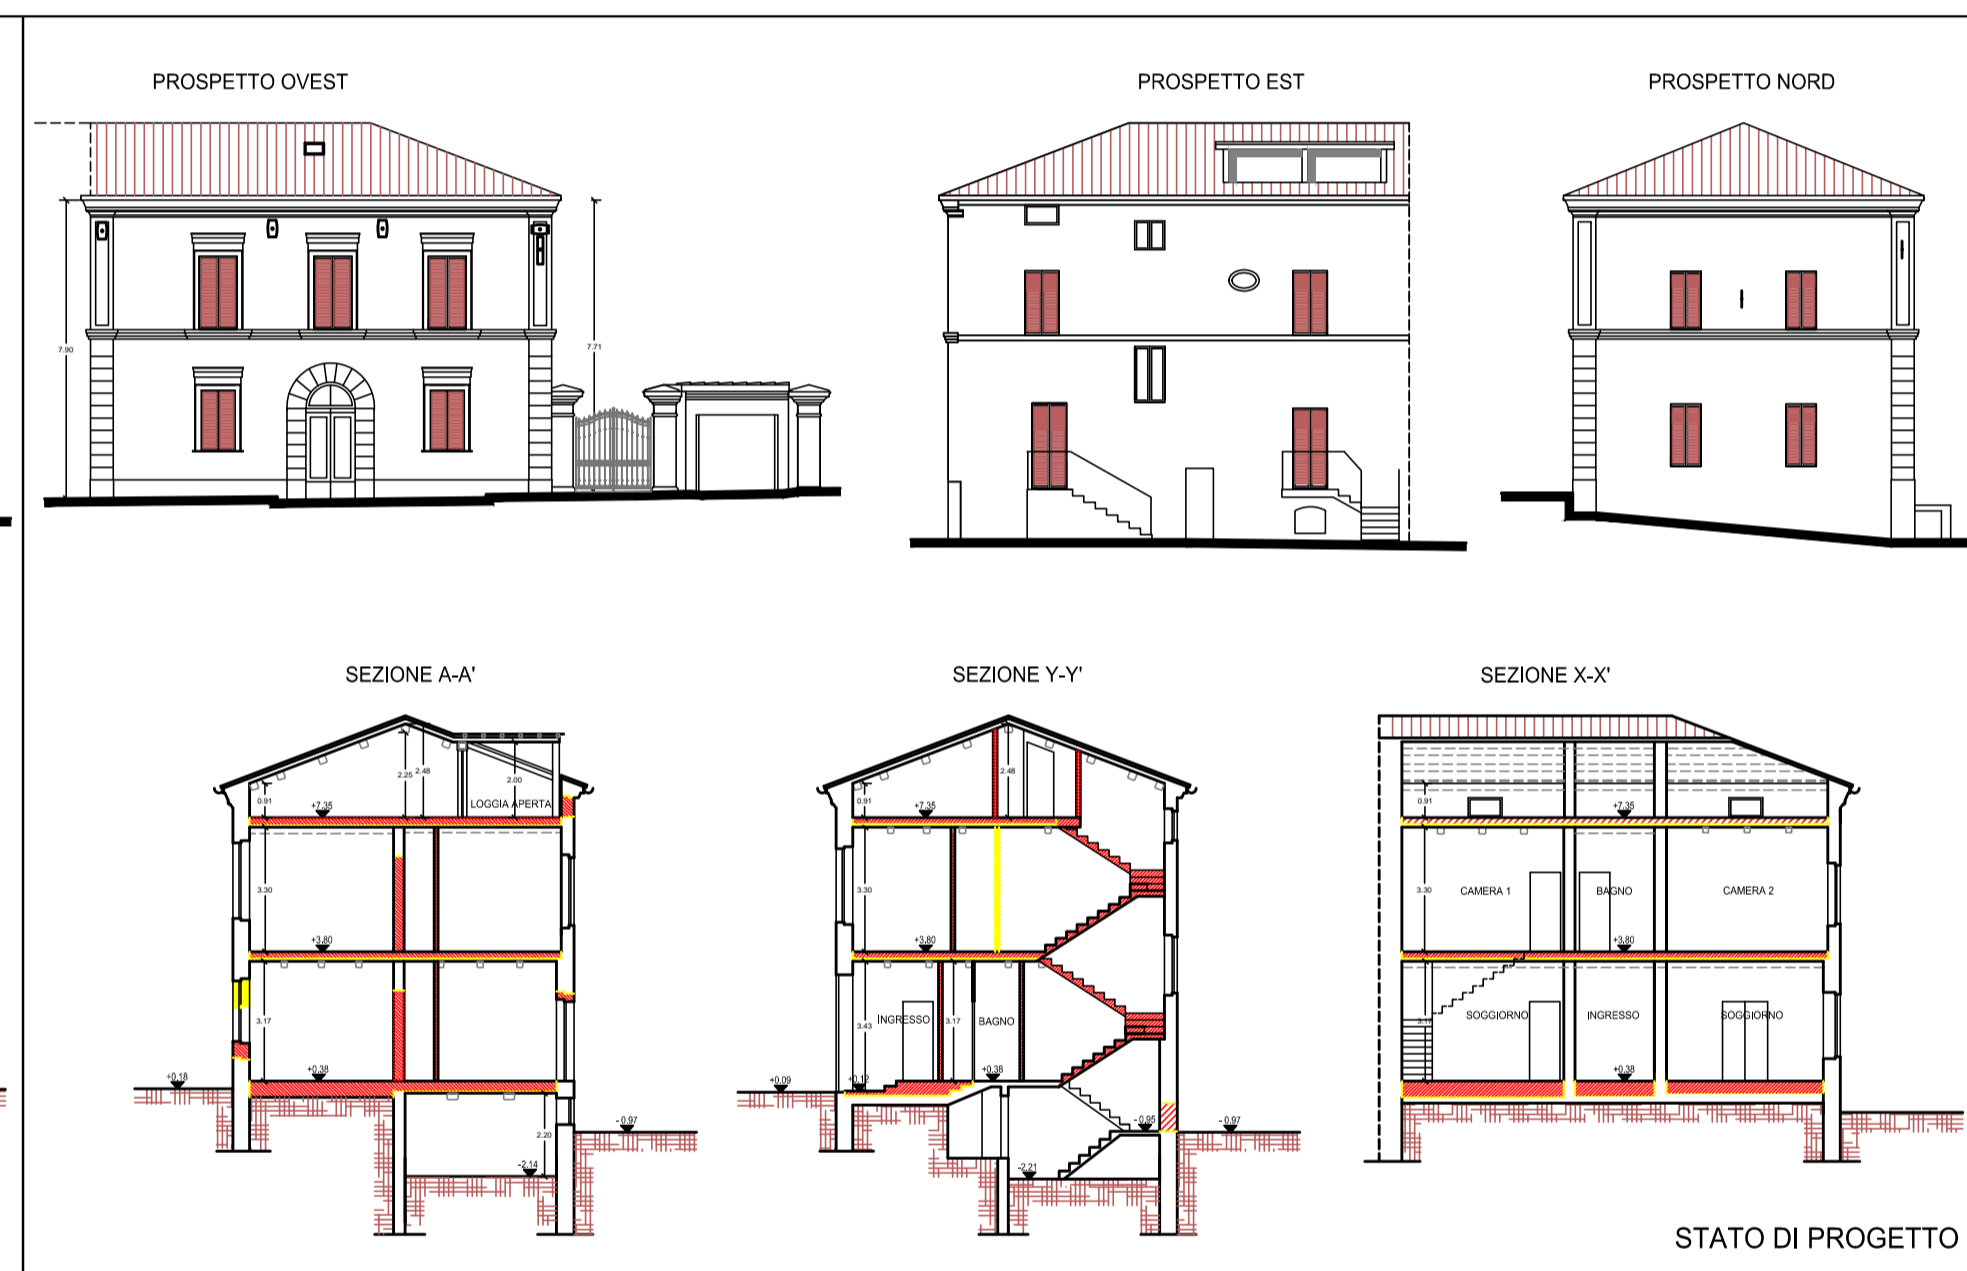 PROSPETTO OVEST
PROSPETTO EST
PROSPETTO NORD
7.90
7.71
SEZIONE A-A'
SEZIONE Y-Y'
SEZIONE X-X'
2.25
2.48
2.00
0.91
+7.35
LOGGIA APERTA
3.30
+3.80
3.17
+0.18
+0.38
-0.97
2.20
-2.14
2.48
0.91
+7.35
3.30
+3.80
INGRESSO
3.43
3.17
BAGNO
+0.09
+0.12
+0.38
-0.95
-0.97
-2.21
0.91
+7.35
3.30
CAMERA 1
BAGNO
CAMERA 2
+3.80
3.17
SOGGIORNO
INGRESSO
SOGGIORNO
+0.38
STATO DI PROGETTO